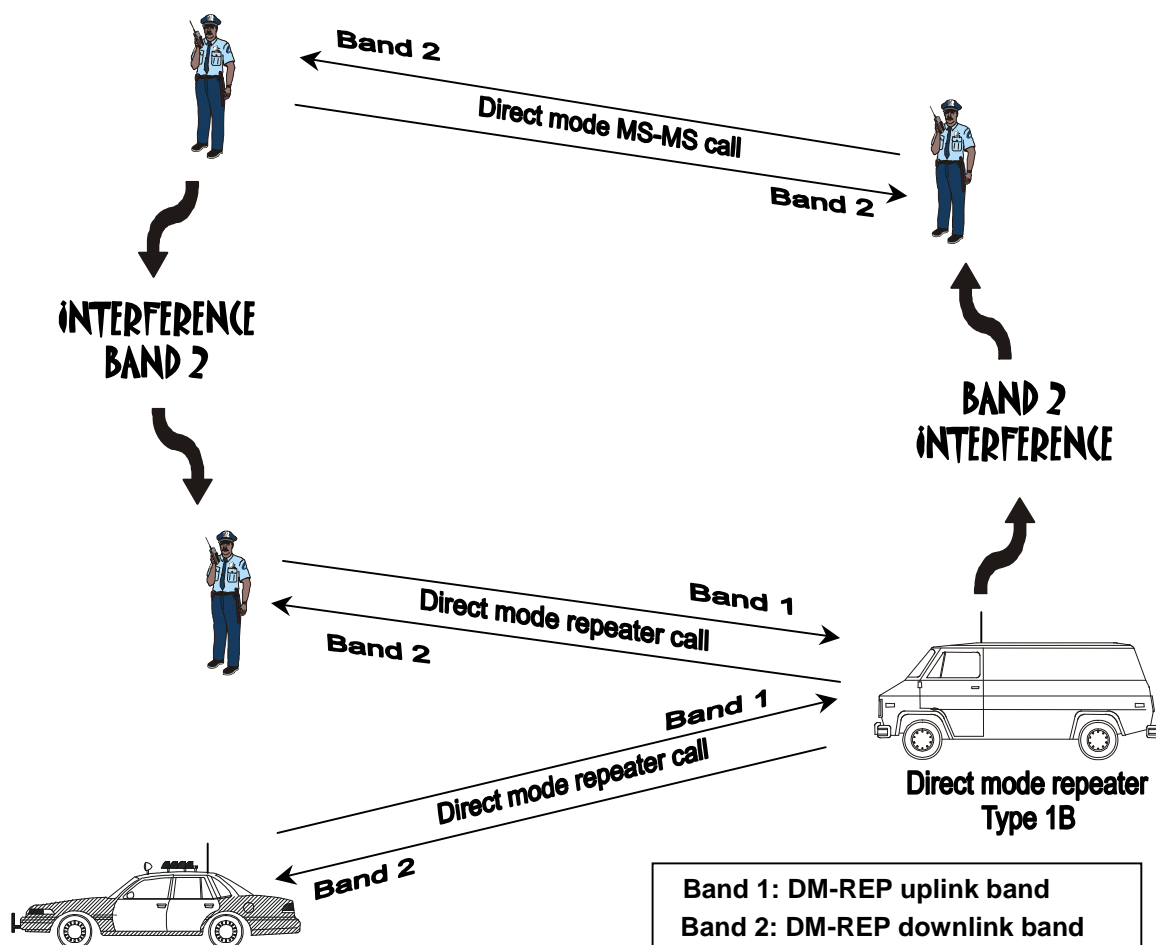 Band 2
Direct mode MS-MS call
Band 2
INTERFERENCE
BAND 2
BAND 2
INTERFERENCE
Band 1
Direct mode repeater call
Band 2
Band 1
Direct mode repeater call
Band 2
Direct mode repeater
Type 1B
Band 1: DM-REP uplink band
Band 2: DM-REP downlink band